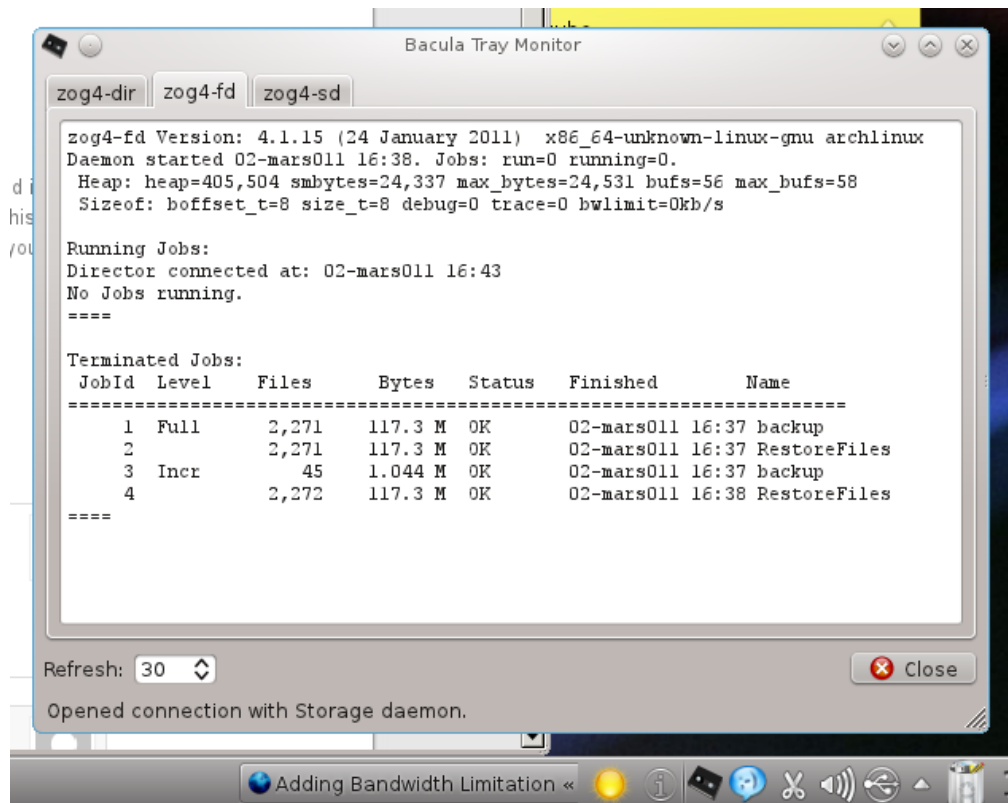 Bacula Tray Monitor
zog4-dir zog4-fd zog4-sd
zog4-fd Version: 4.1.15 (24 January 2011) x86_64-unknown-linux-gnu archlinux
Daemon started 02-mars011 16:38. Jobs: run=0 running=0.
Heap: heap=405,504 smbytes=24,337 max_bytes=24,531 bufs=56 max_bufs=58
Sizeof: boffset_t=8 size_t=8 debug=0 trace=0 bwlimit=0kb/s
Running Jobs:
Director connected at: 02-mars011 16:43
No Jobs running.
====
Terminated Jobs:
JobId Level Files Bytes Status Finished Name
======================================================================
1 Full 2,271 117.3 M OK 02-mars011 16:37 backup
2 2,271 117.3 M OK 02-mars011 16:37 RestoreFiles
3 Incr 45 1.044 M OK 02-mars011 16:37 backup
4 2,272 117.3 M OK 02-mars011 16:38 RestoreFiles
====
Refresh: 30 Close
Opened connection with Storage daemon.
Adding Bandwidth Limitation «